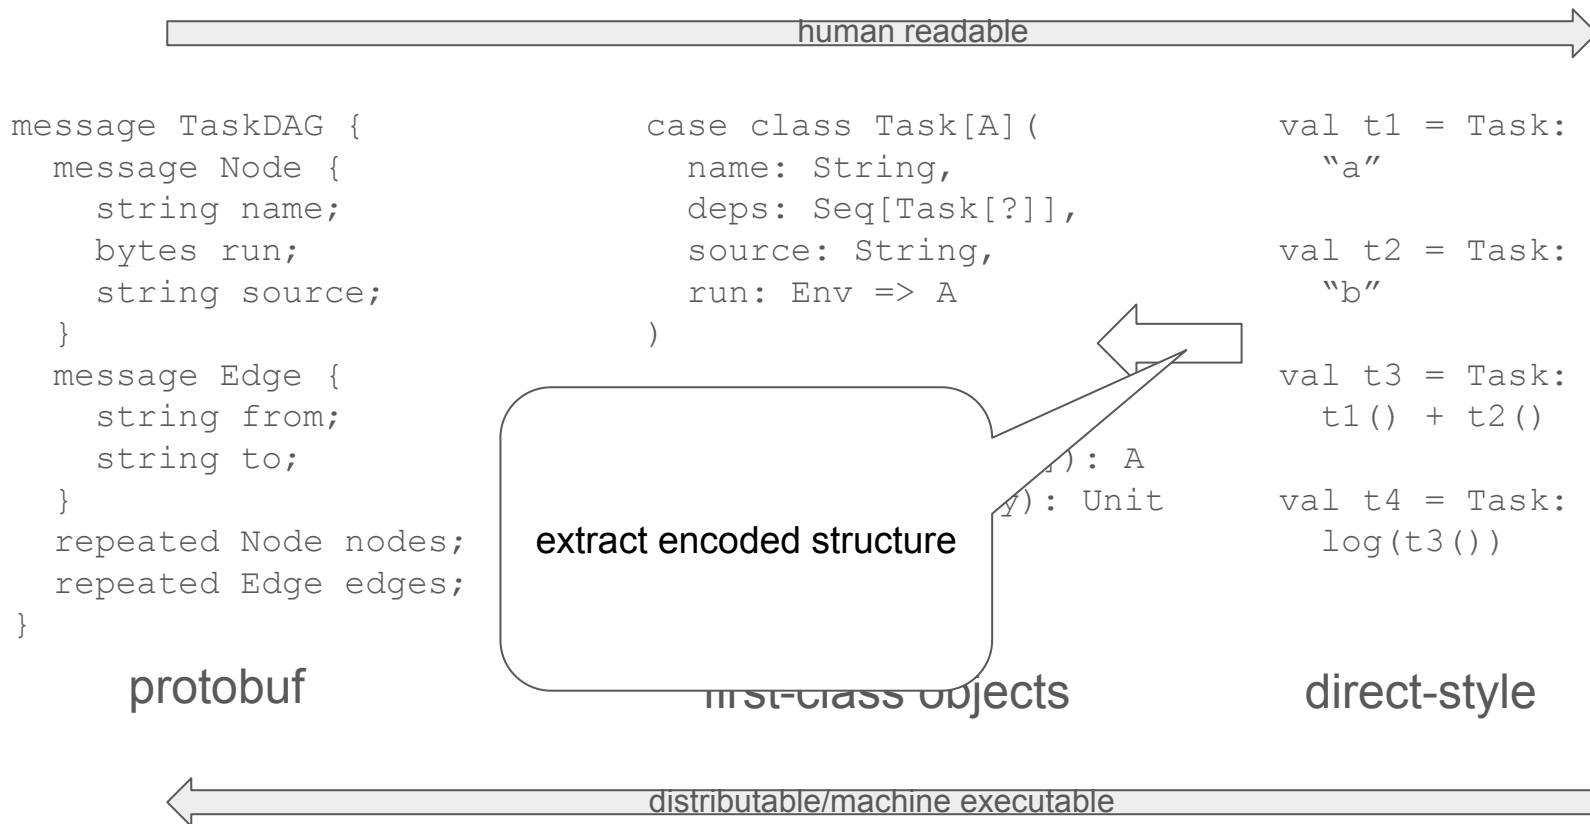 human readable
message TaskDAG {
  message Node {
    string name;
    bytes run;
    string source;
  }
  message Edge {
    string from;
    string to;
  }
  repeated Node nodes;
  repeated Edge edges;
}
protobuf
case class Task[A](
  name: String,
  deps: Seq[Task[?]],
  source: String,
  run: Env => A
)
): A
): Unit
first-class objects
extract encoded structure
val t1 = Task:
  “a”
val t2 = Task:
  “b”
val t3 = Task:
  t1() + t2()
val t4 = Task:
  log(t3())
direct-style
distributable/machine executable